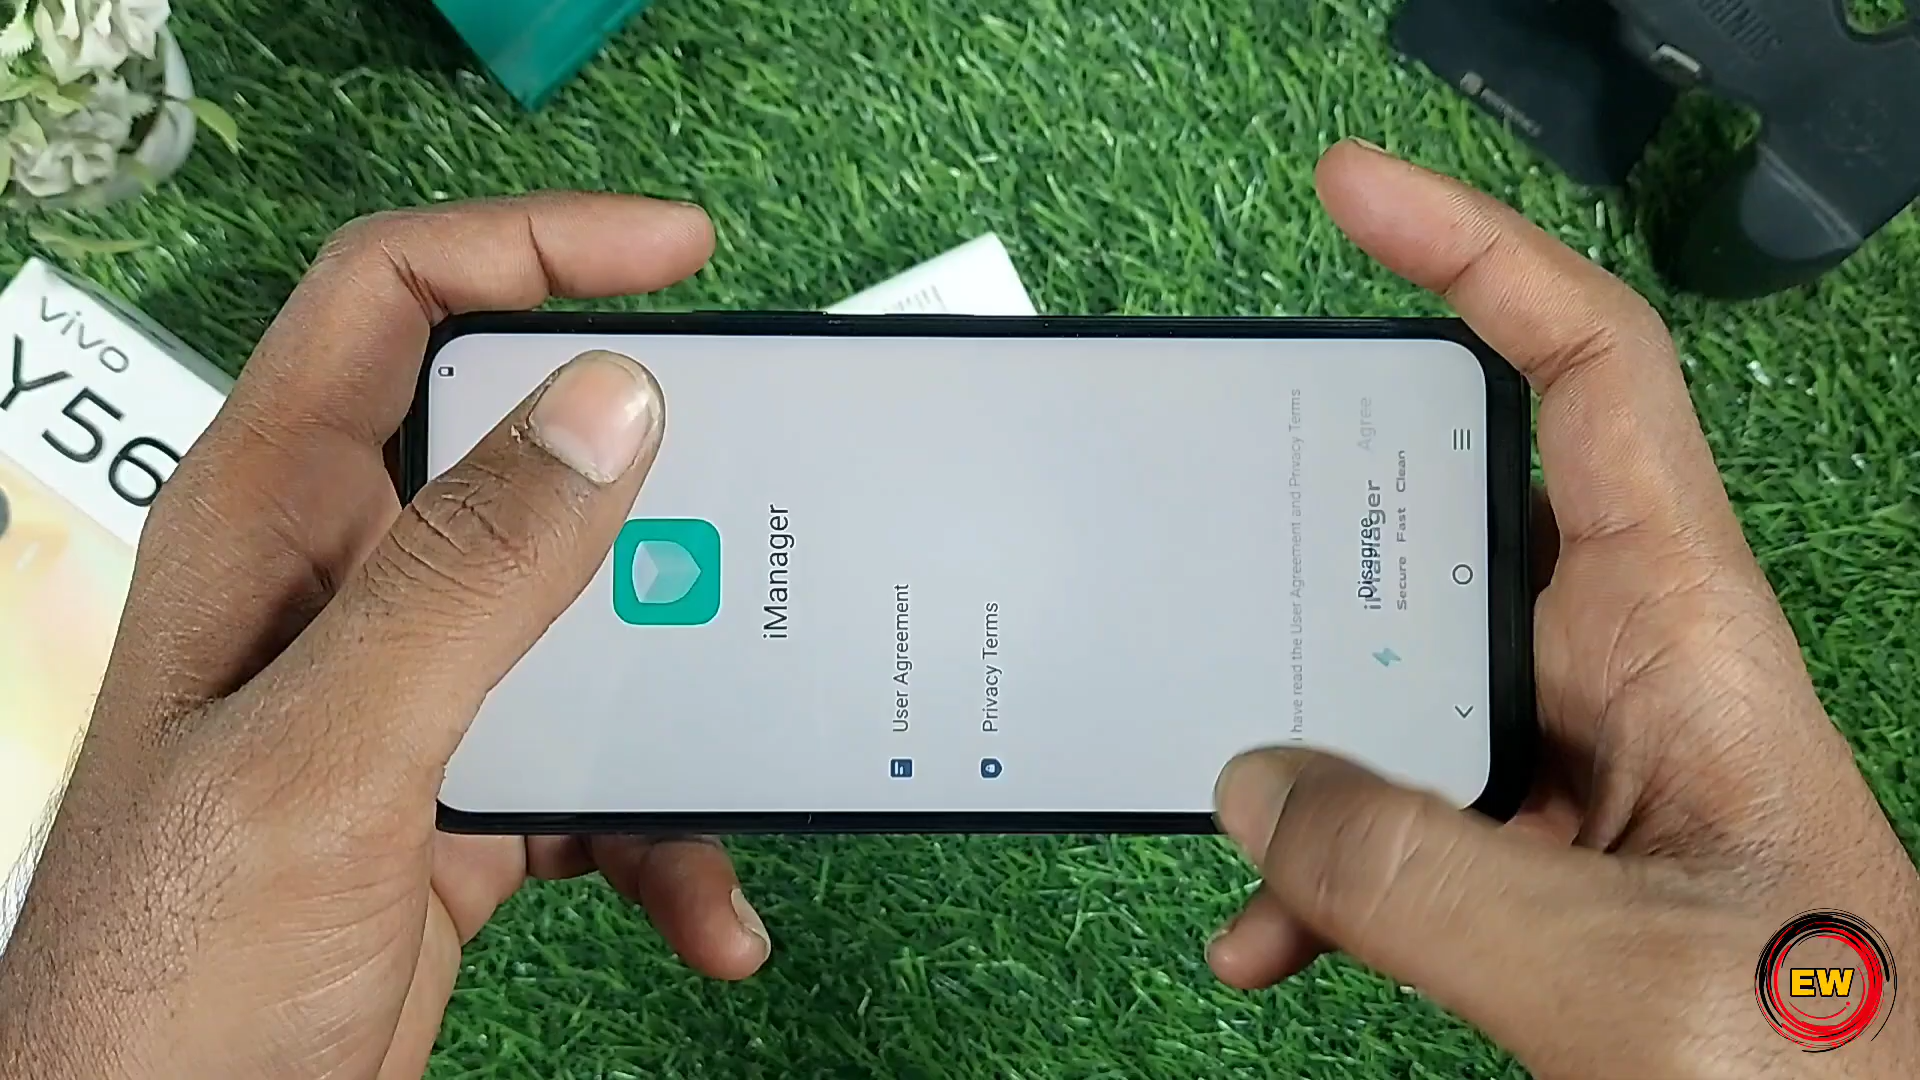 vivo
Y56
iManager
User Agreement
Privacy Terms
I have read the User Agreement and Privacy Terms
Disagree
Agree
iManager
Secure Fast Clean
EW